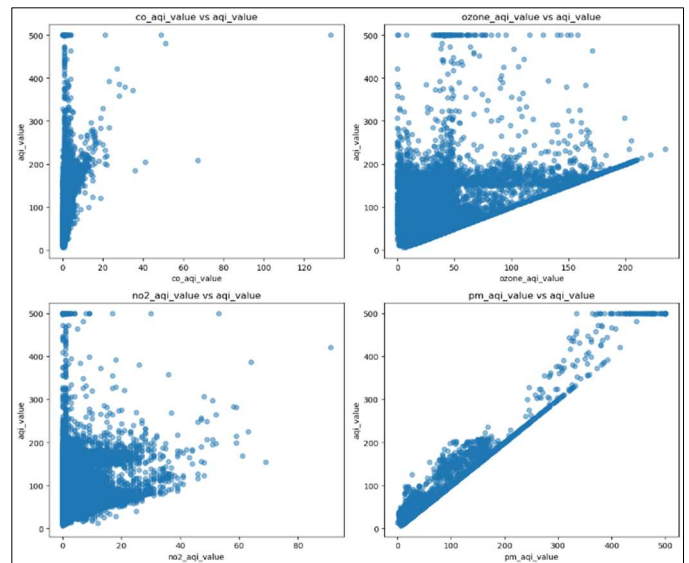 co_aqi_value vs aqi_value
500
400
300
200
100
0
aqi_value
0 20 40 60 80 100 120
co_aqi_value
ozone_aqi_value vs aqi_value
500
400
300
200
100
0
aqi_value
0 50 100 150 200
ozone_aqi_value
no2_aqi_value vs aqi_value
500
400
300
200
100
0
aqi_value
0 20 40 60 80
no2_aqi_value
pm_aqi_value vs aqi_value
500
400
300
200
100
0
aqi_value
0 100 200 300 400 500
pm_aqi_value